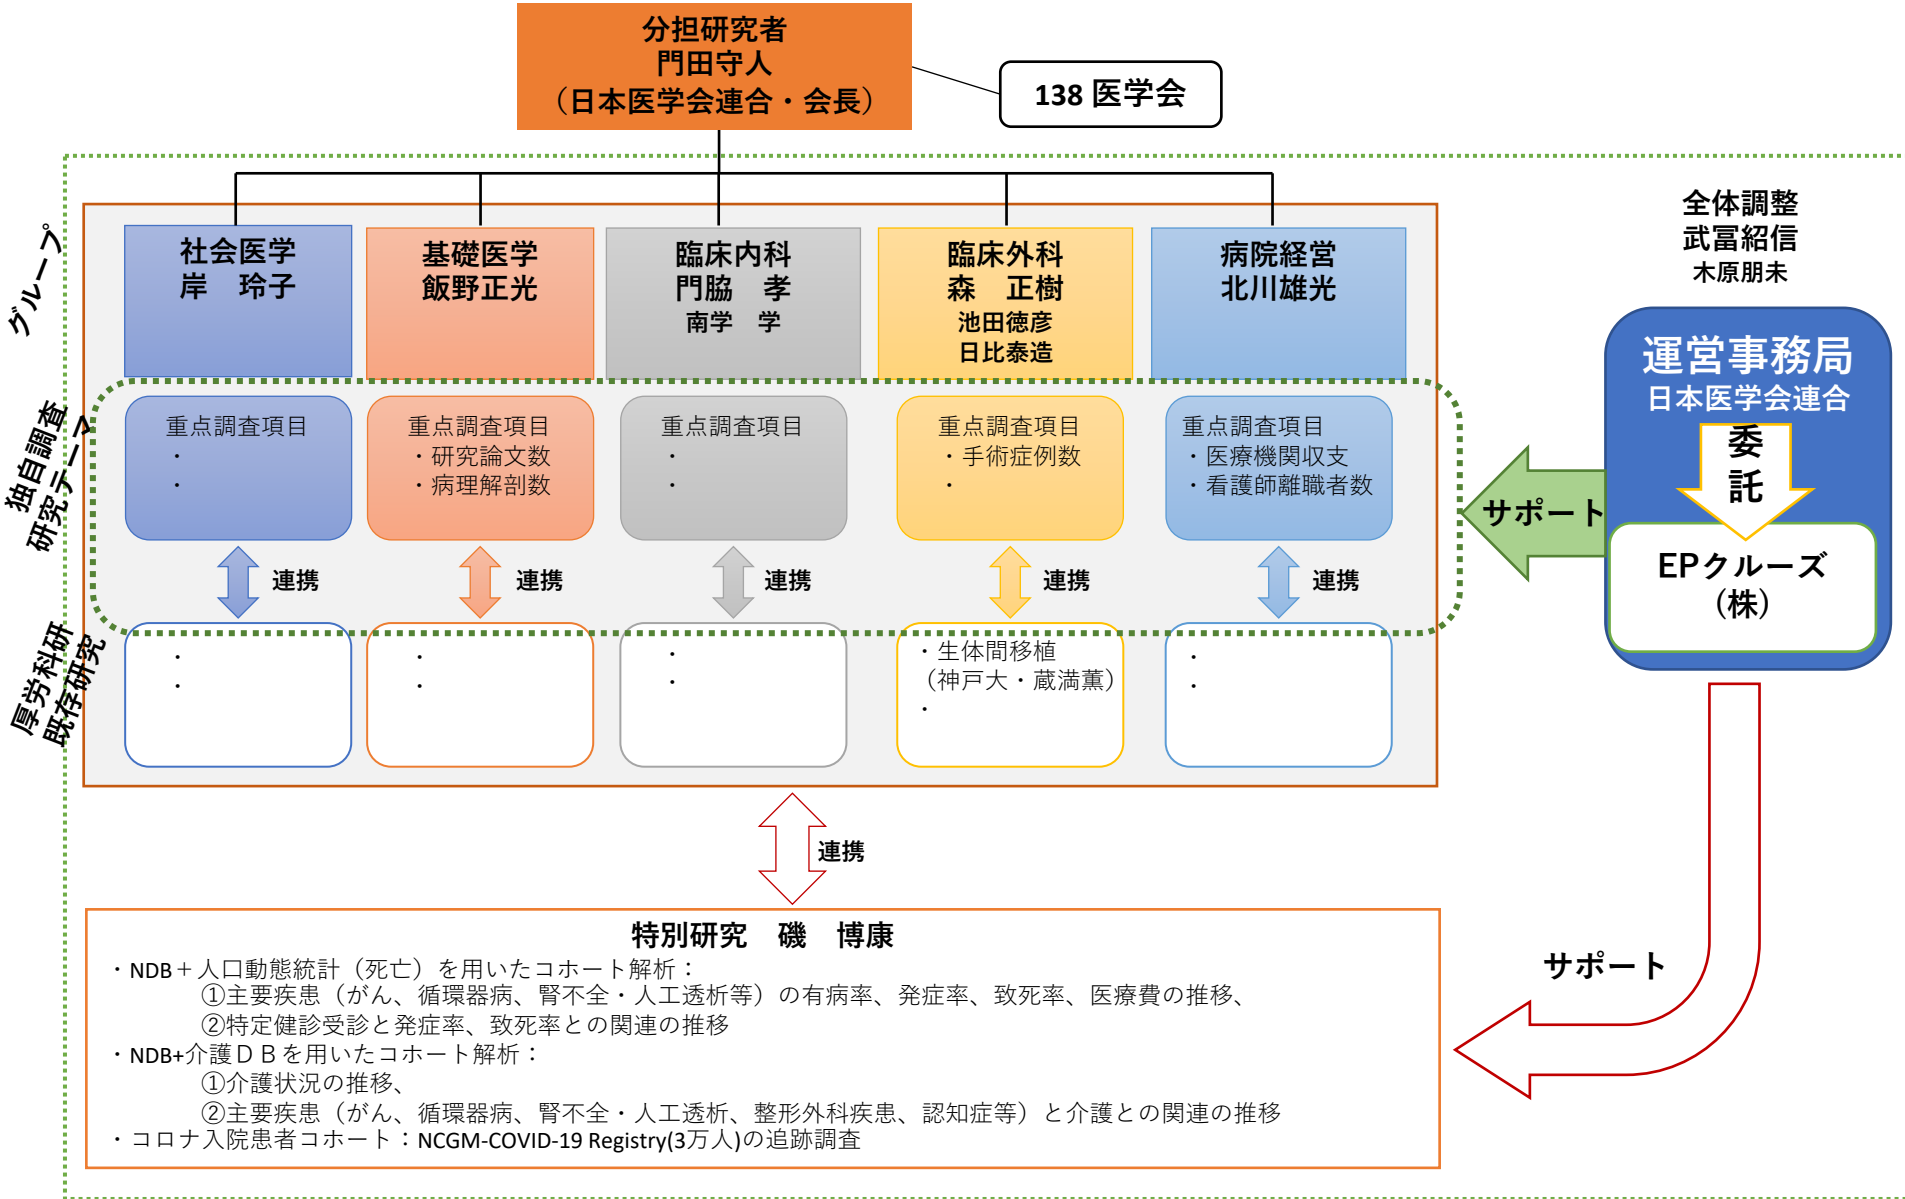 分担研究者
門田守人
（日本医学会連合・会長）
138 医学会
全体調整
武冨紹信
木原朋未
グループ
社会医学
岸　玲子
基礎医学
飯野正光
臨床内科
門脇　孝
南学　学
臨床外科
森　正樹
池田徳彦
日比泰造
病院経営
北川雄光
運営事務局
日本医学会連合
委
託
EPクルーズ
(株)
サポート
独自調査
研究テーマ
重点調査項目
・
・
重点調査項目
・研究論文数
・病理解剖数
重点調査項目
・
・
重点調査項目
・手術症例数
・
重点調査項目
・医療機関収支
・看護師離職者数
連携
連携
連携
連携
連携
厚労科研
既存研究
・
・
・
・
・
・
・生体間移植
（神戸大・蔵満薫）
・
・
・
連携
サポート
特別研究　磯　博康
・NDB＋人口動態統計（死亡）を用いたコホート解析：
①主要疾患（がん、循環器病、腎不全・人工透析等）の有病率、発症率、致死率、医療費の推移、
②特定健診受診と発症率、致死率との関連の推移
・NDB+介護ＤＢを用いたコホート解析：
①介護状況の推移、
②主要疾患（がん、循環器病、腎不全・人工透析、整形外科疾患、認知症等）と介護との関連の推移
・コロナ入院患者コホート：NCGM-COVID-19 Registry(3万人)の追跡調査